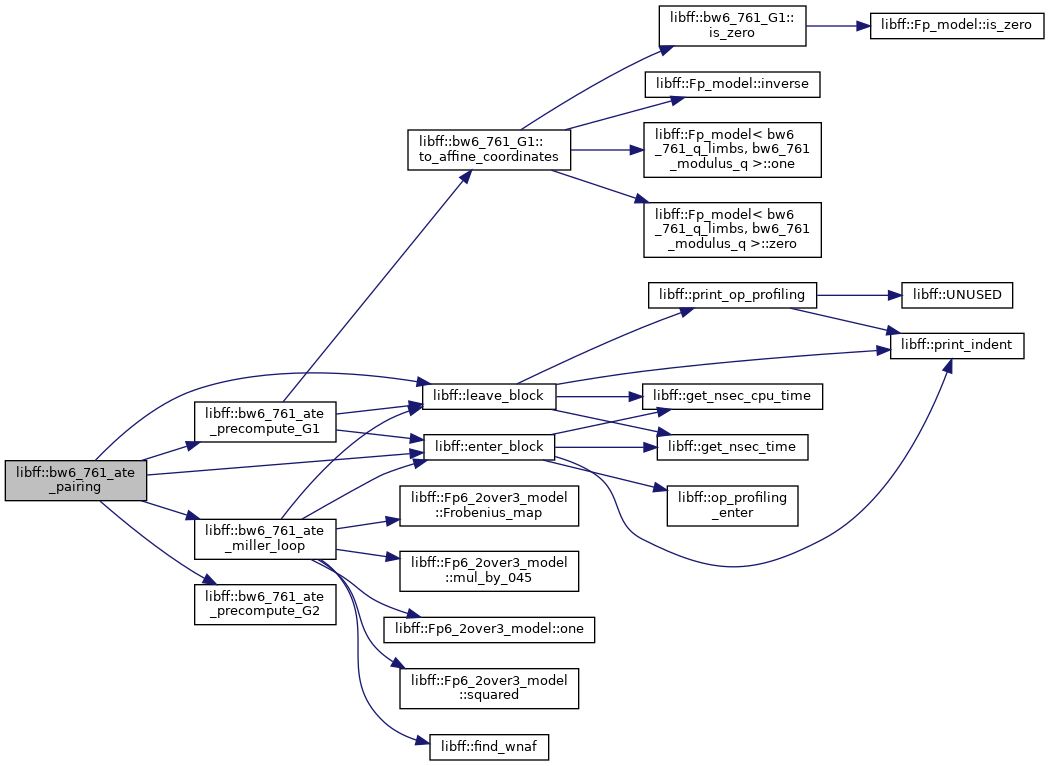 libff::bw6_761_G1::
is_zero
libff::Fp_model::is_zero
libff::Fp_model::inverse
libff::bw6_761_G1::
to_affine_coordinates
libff::Fp_model< bw6
_761_q_limbs, bw6_761
_modulus_q >::one
libff::Fp_model< bw6
_761_q_limbs, bw6_761
_modulus_q >::zero
libff::print_op_profiling
libff::UNUSED
libff::print_indent
libff::leave_block
libff::get_nsec_cpu_time
libff::bw6_761_ate
_precompute_G1
libff::enter_block
libff::get_nsec_time
libff::bw6_761_ate
_pairing
libff::op_profiling
_enter
libff::Fp6_2over3_model
::Frobenius_map
libff::bw6_761_ate
_miller_loop
libff::Fp6_2over3_model
::mul_by_045
libff::bw6_761_ate
_precompute_G2
libff::Fp6_2over3_model::one
libff::Fp6_2over3_model
::squared
libff::find_wnaf